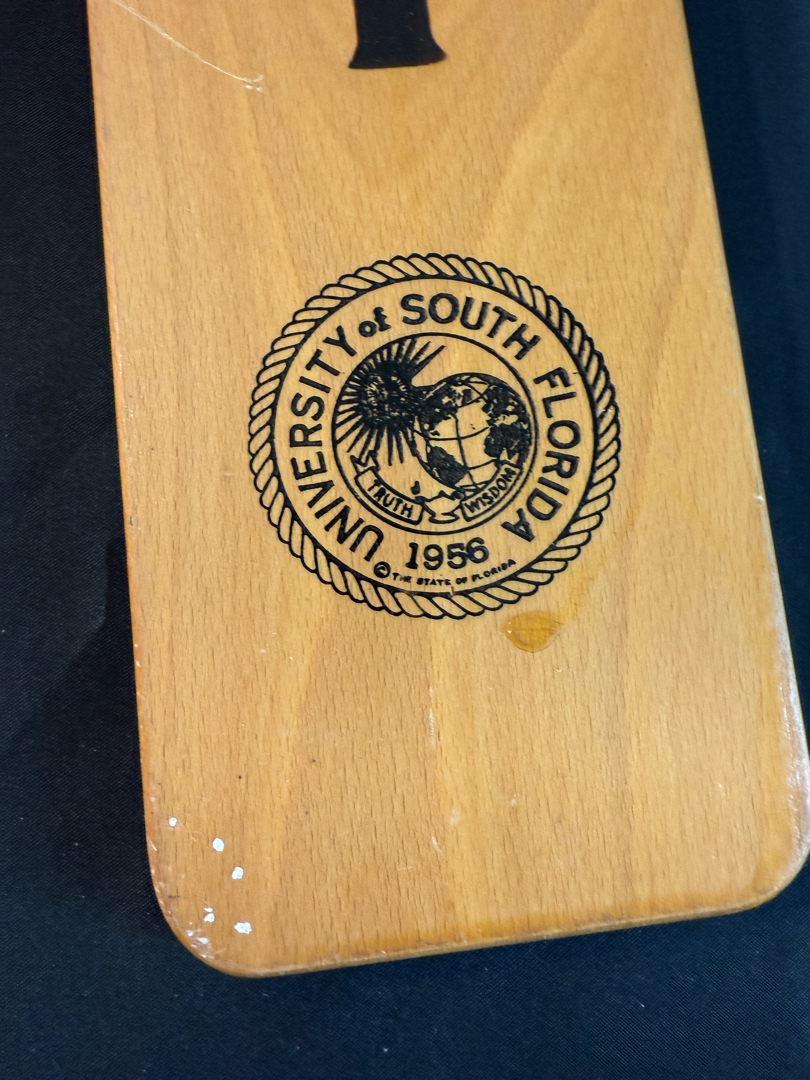 UNIVERSITY of SOUTH FLORIDA
TRUTH
WISDOM
1956
© THE STATE OF FLORIDA